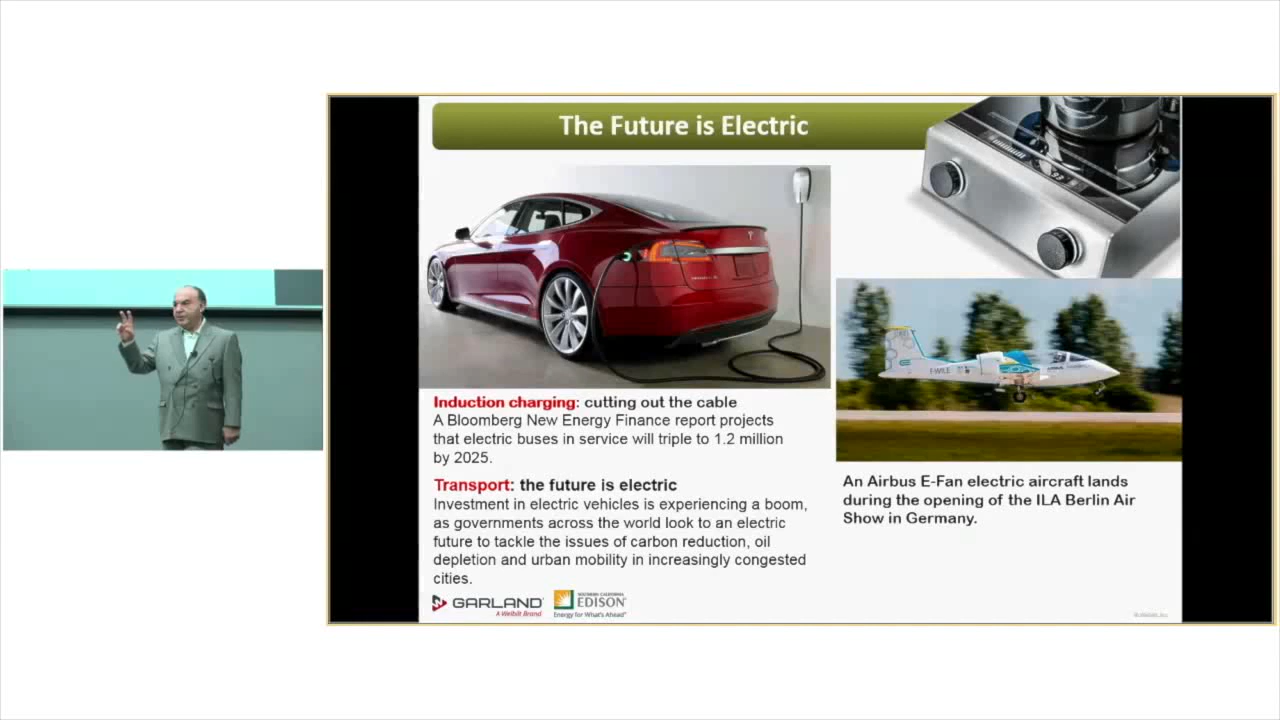 The Future is Electric
Induction charging: cutting out the cable
A Bloomberg New Energy Finance report projects
that electric buses in service will triple to 1.2 million
by 2025.
Transport: the future is electric
Investment in electric vehicles is experiencing a boom,
as governments across the world look to an electric
future to tackle the issues of carbon reduction, oil
depletion and urban mobility in increasingly congested
cities.
An Airbus E-Fan electric aircraft lands
during the opening of the ILA Berlin Air
Show in Germany.
GARLAND
A Welbilt Brand
SOUTHERN CALIFORNIA
EDISON
Energy for What's Ahead
F-WILE